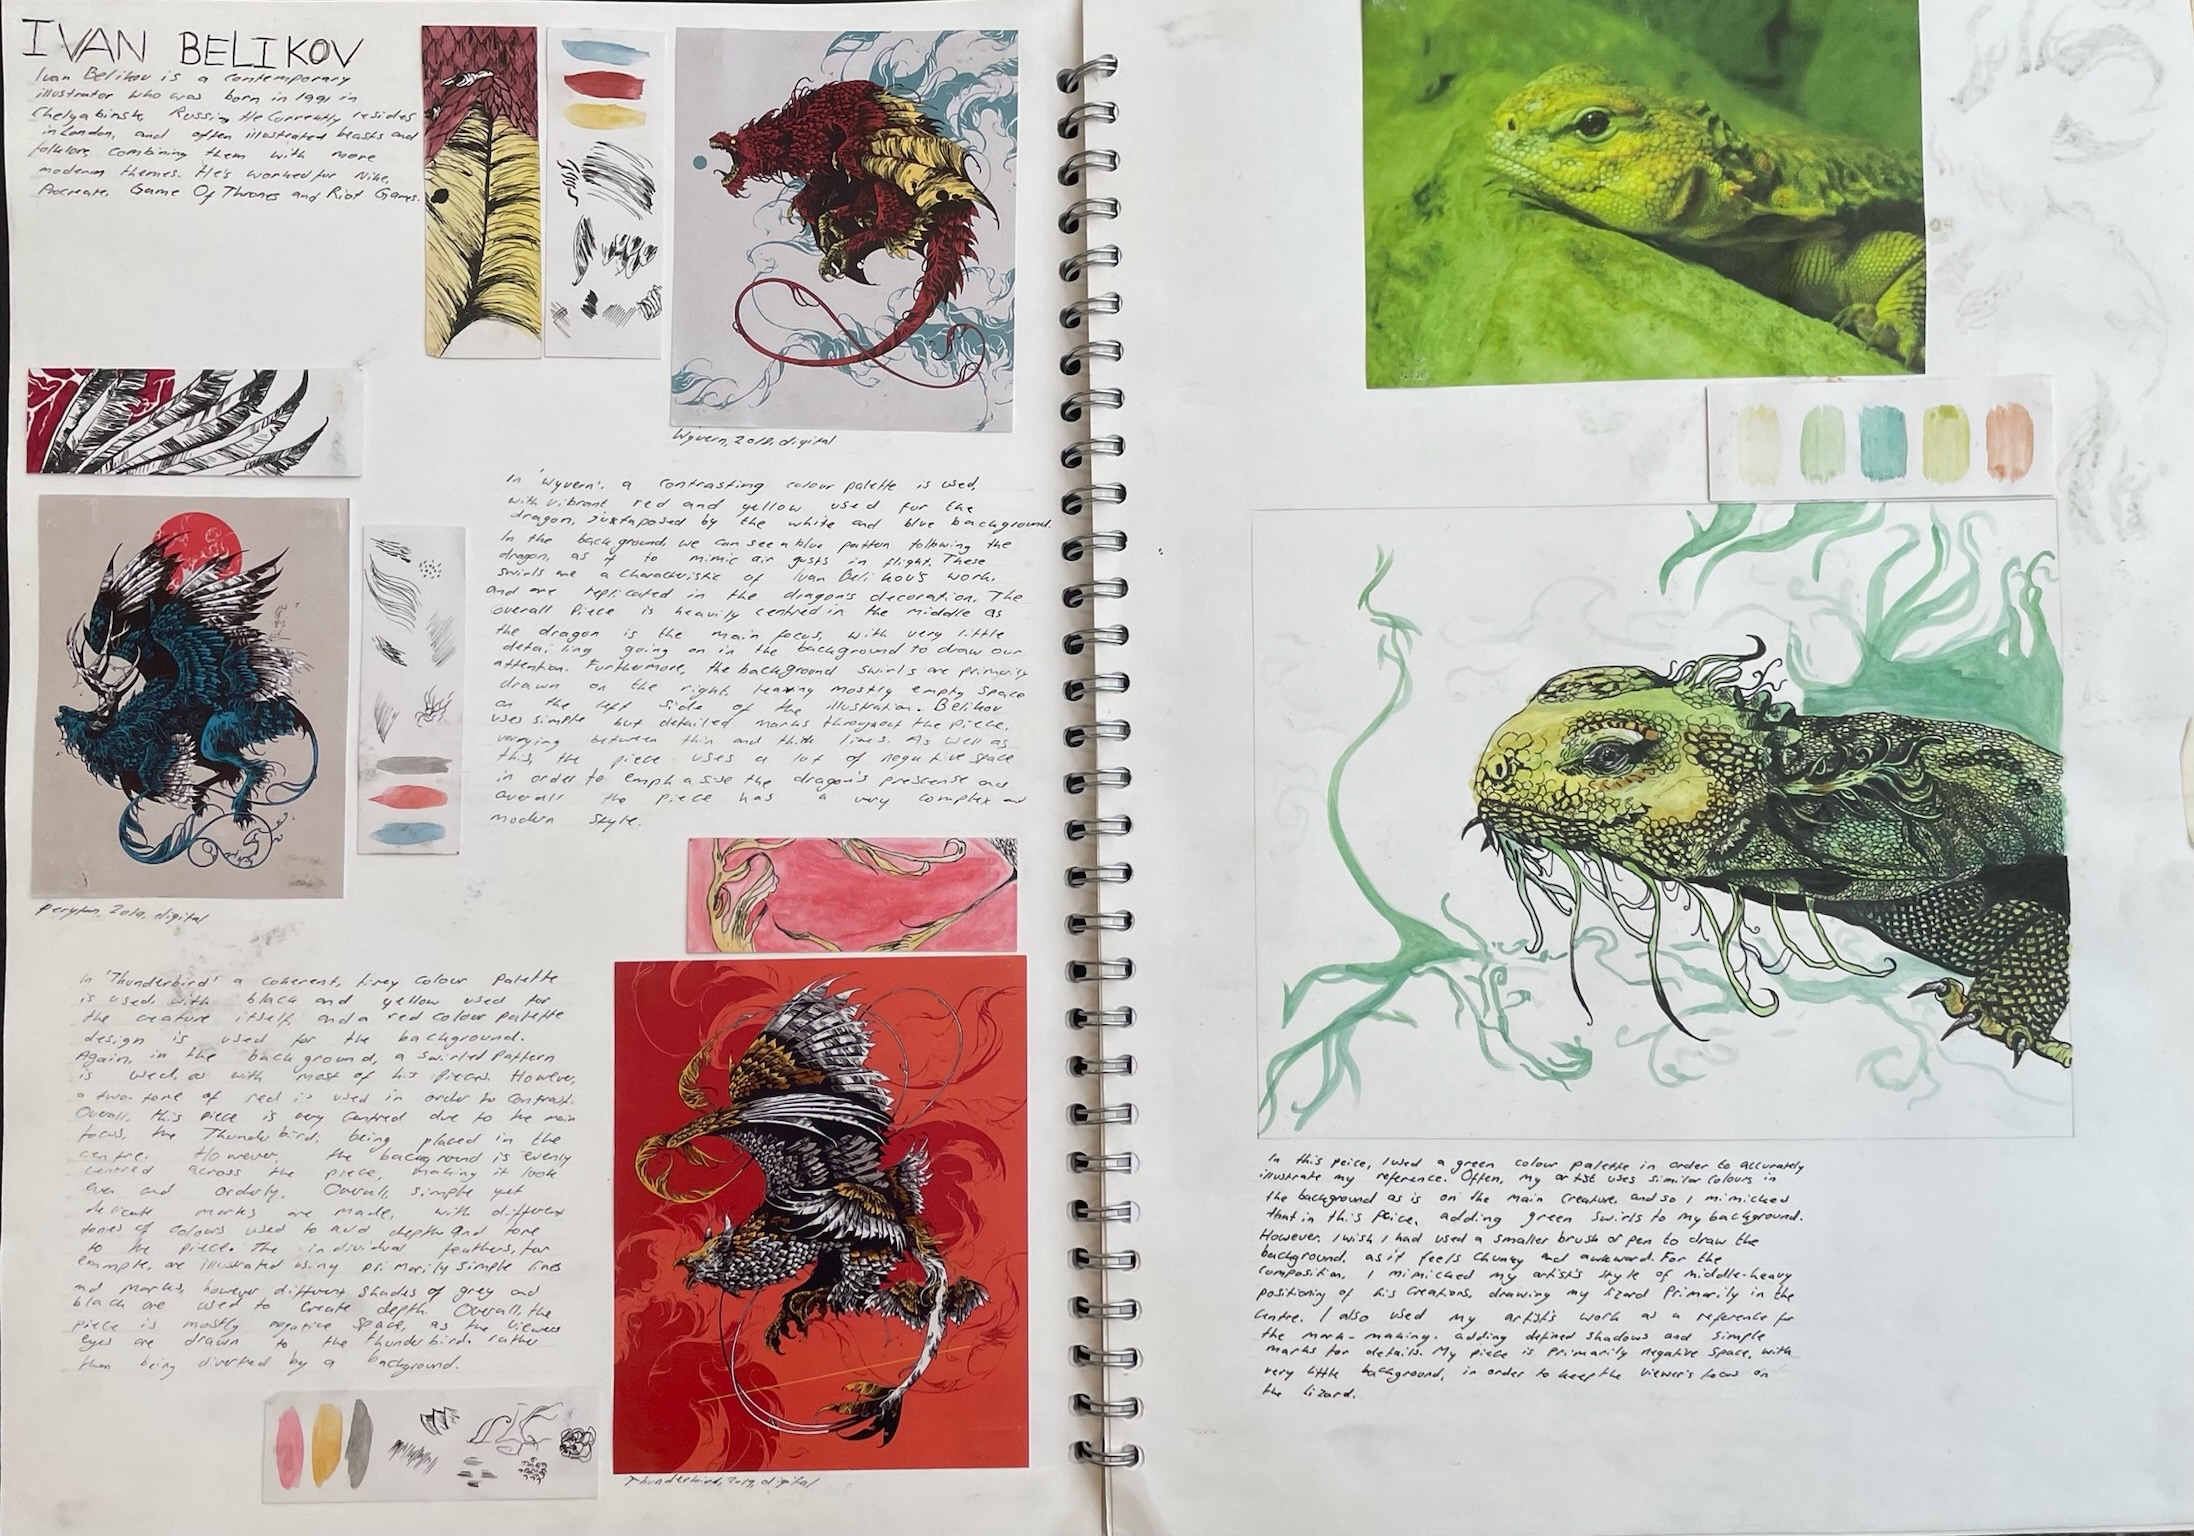 IVAN BELIKOV
Ivan Belikov is a contemporary
illustrator who was born in 1991 in
Chelyabinsk, Russia, He Corrently resides
in London, and often illustrated beasts and
folklore, combining them with more
modern themes. He's worked for Nike,
Procreate, Game Of Thrones and Riot Games.
Wyvern, 2018, digital
In 'Wyvern', a contrasting colour palette is used,
with vibrant red and yellow used for the
dragon, juxtaposed by the white and blue background.
In the background, we can see a blue pattern following the
dragon, as if to mimic air gusts in flight. These
swirls are a characteristic of Ivan Belikov's work,
and are replicated in the dragon's decoration. The
overall piece is heavily centred in the middle as
the dragon is the main focus, with very little
detailing going on in the background to draw our
attention. Furthermore, the background swirls are primarily
drawn on the right, leaving mostly empty space
on the left side of the illustration. Belikov
uses simple but detailed marks throughout the piece,
varying between thin and thick lines. As well as
this, the piece uses a lot of negative space
in order to emphasise the dragon's prescense and
overall the piece has a very complex and
modern style.
Peryton, 2019, digital
In 'Thunderbird' a coherent, firey colour palette
is used, with black and yellow used for
the creature itself, and a red colour palette
design is used for the background.
Again, in the background, a swirled pattern
is used, as with most of his pieces. However,
a two-tone of red is used in order to contrast.
Overall, this piece is very centred due to the main
focus, the Thunderbird, being placed in the
centre. However, the background is evenly
centred across the piece, making it look
even and orderly. Overall, simple yet
delicate marks are made, with different
tones of colours used to add depth and tone
to the piece. The individual feathers, for
example, are illustrated using primarily simple lines
and marks, however different shades of grey and
black are used to create depth. Overall, the
piece is mostly negative space, as the viewers
eyes are drawn to the thunderbird rather
than being diverted by a background.
Thunderbird, 2019, digital
In this peice, I used a green colour palette in order to accurately
illustrate my reference. Often, my artist uses similar colours in
the background as is on the main creature, and so I mimicked
that in this peice, adding green swirls to my background.
However, I wish I had used a smaller brush or pen to draw the
background, as it feels chunky and awkward. For the
composition, I mimicked my artist's style of middle-heavy
positioning of his creations, drawing my lizard primarily in the
centre. I also used my artist's work as a reference for
the mark-making, adding defined shadows and simple
marks for details. My piece is primarily negative space, with
very little background, in order to keep the viewer's focus on
the lizard.